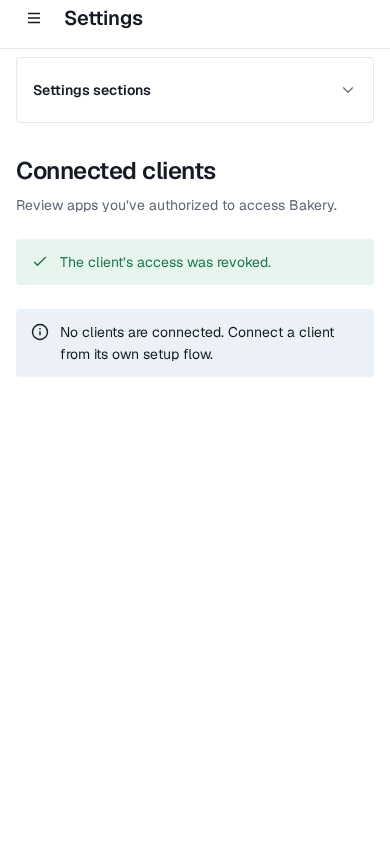 Settings
Settings sections
Connected clients
Review apps you've authorized to access Bakery.
The client's access was revoked.
No clients are connected. Connect a client
from its own setup flow.